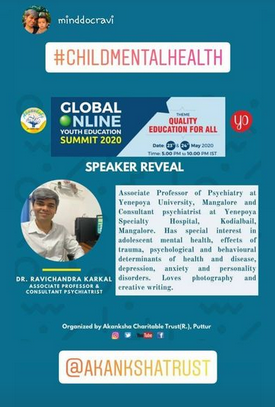 minddocravi
#CHILDMENTALHEALTH
GLOBAL
ONLINE
YOUTH EDUCATION
SUMMIT 2020
THEME
QUALITY
EDUCATION FOR ALL
Date: 23rd & 24th May 2020
Time: 5.00 PM to 10.00 PM IST
yo
SPEAKER REVEAL
Associate Professor of Psychiatry at
Yenepoya University, Mangalore and
Consultant psychiatrist at Yenepoya
Specialty Hospital, Kodialbail,
Mangalore. Has special interest in
adolescent mental health, effects of
trauma, psychological and behavioural
determinants of health and disease,
depression, anxiety and personality
disorders. Loves photography and
creative writing.
DR. RAVICHANDRA KARKAL
ASSOCIATE PROFESSOR &
CONSULTANT PSYCHIATRIST
Organized by Akanksha Charitable Trust(R.), Puttur
@AKANKSHATRUST